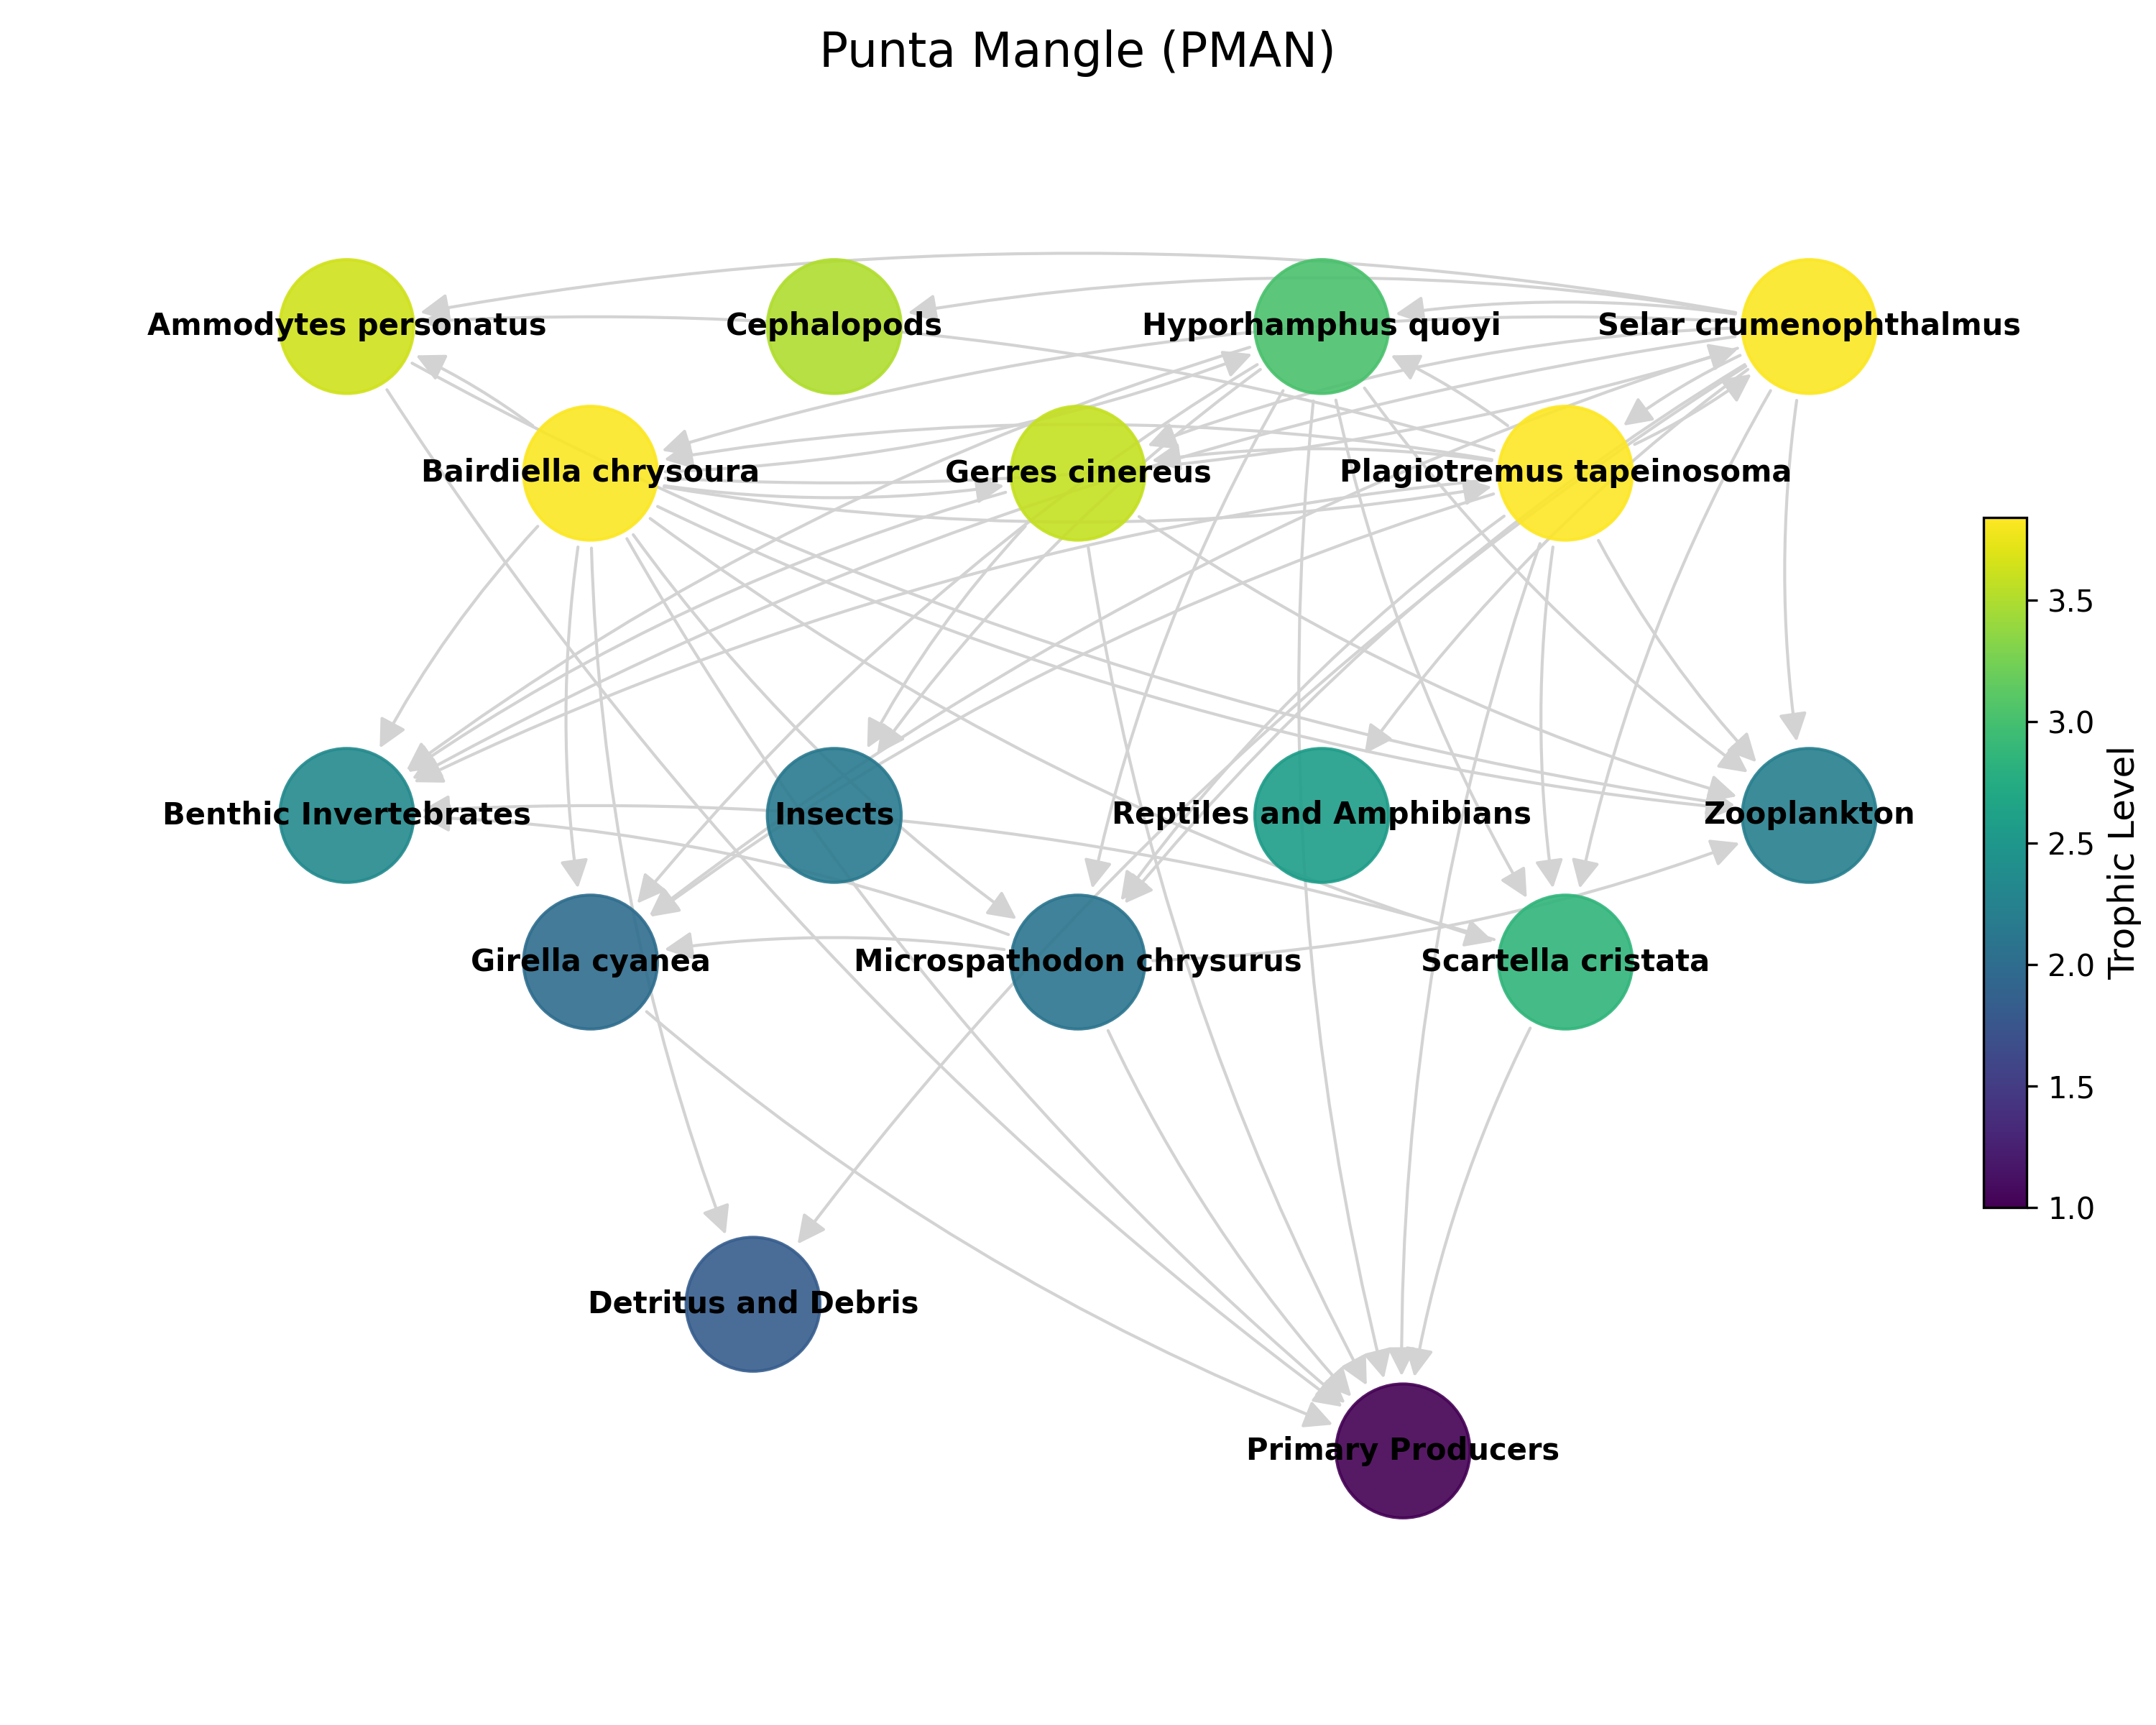 Punta Mangle (PMAN)
Ammodytes personatus
Cephalopods
Hyporhamphus quoyi
Selar crumenophthalmus
Bairdiella chrysoura
Gerres cinereus
Plagiotremus tapeinosoma
3.5
3.0
2.5
2.0
1.5
1.0
Trophic Level
Benthic Invertebrates
Insects
Reptiles and Amphibians
Zooplankton
Girella cyanea
Microspathodon chrysurus
Scartella cristata
Detritus and Debris
Primary Producers